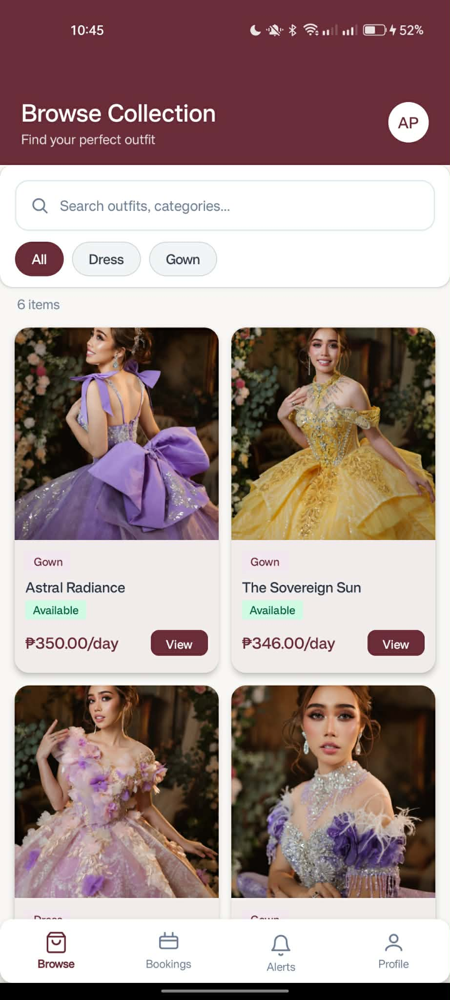 10:45
52%
Browse Collection
AP
Find your perfect outfit
Search outfits, categories...
All
Dress
Gown
6 items
Gown
Astral Radiance
Available
₱350.00/day
View
Gown
The Sovereign Sun
Available
₱346.00/day
View
Dress
Gown
Browse
Bookings
Alerts
Profile